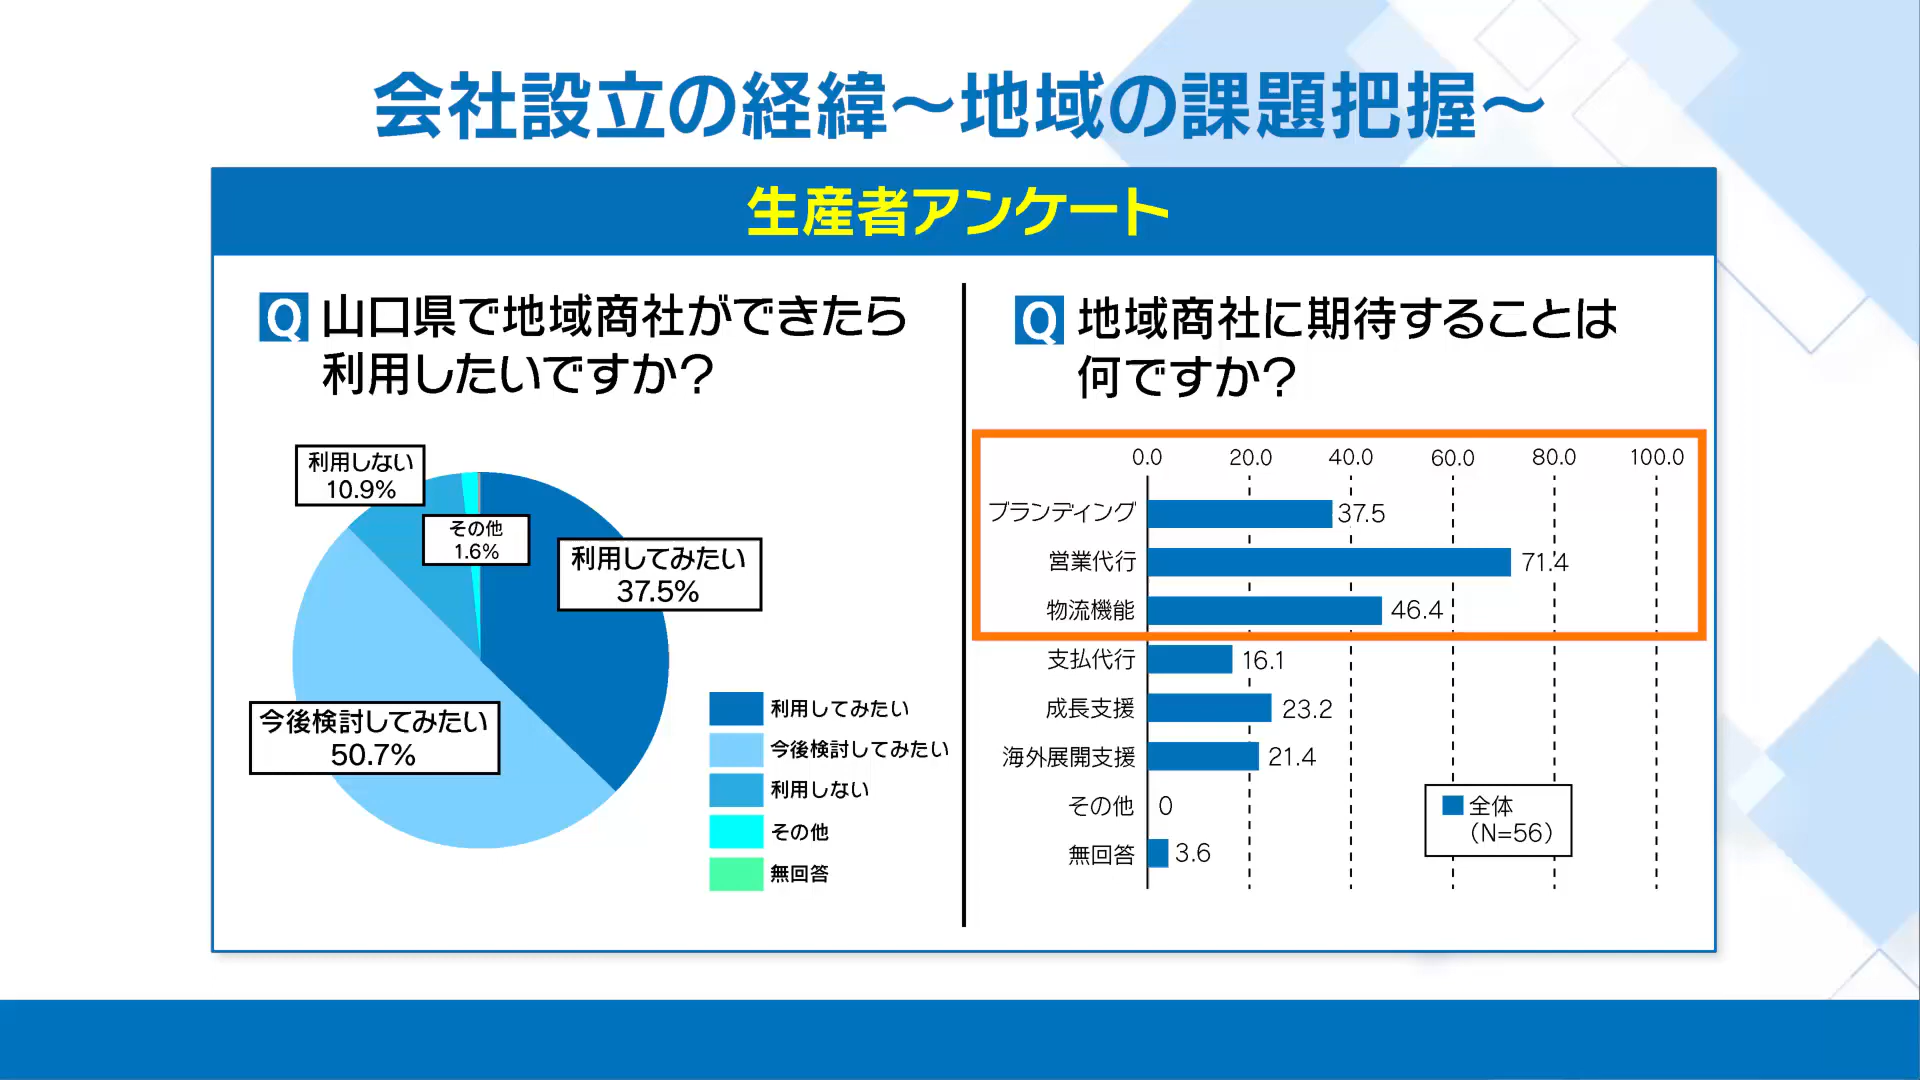 会社設立の経緯～地域の課題把握～
生産者アンケート
Q 山口県で地域商社ができたら
利用したいですか?
利用しない
10.9%
その他
1.6%
利用してみたい
37.5%
今後検討してみたい
50.7%
利用してみたい
今後検討してみたい
利用しない
その他
無回答
Q 地域商社に期待することは
何ですか?
0.0 20.0 40.0 60.0 80.0 100.0
ブランディング 37.5
営業代行 71.4
物流機能 46.4
支払代行 16.1
成長支援 23.2
海外展開支援 21.4
その他 0
無回答 3.6
全体
(N=56)